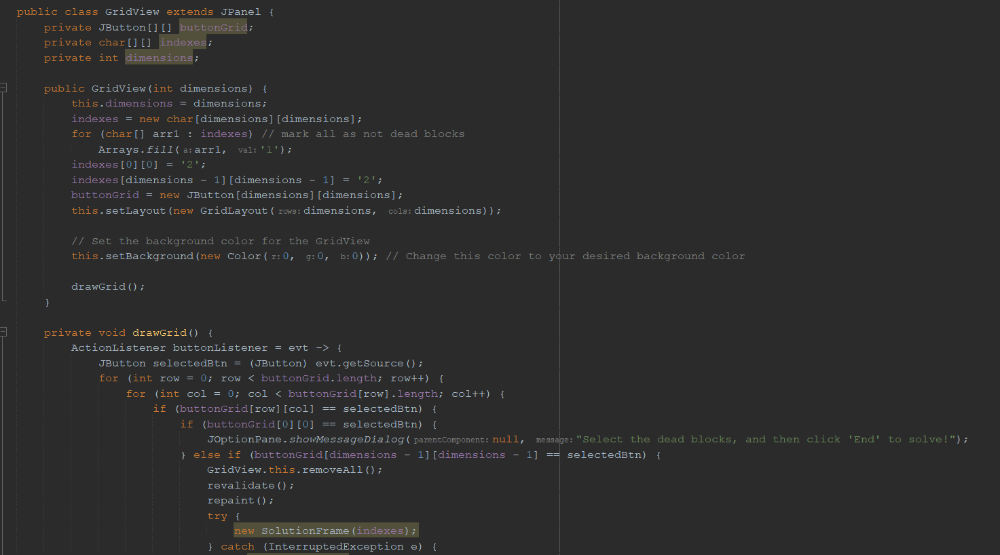 public class GridView extends JPanel {
    private JButton[][] buttonGrid;
    private char[][] indexes;
    private int dimensions;

    public GridView(int dimensions) {
        this.dimensions = dimensions;
        indexes = new char[dimensions][dimensions];
        for (char[] arr1 : indexes) // mark all as not dead blocks
            Arrays.fill( a: arr1, val: '1');
        indexes[0][0] = '2';
        indexes[dimensions - 1][dimensions - 1] = '2';
        buttonGrid = new JButton[dimensions][dimensions];
        this.setLayout(new GridLayout( rows: dimensions, cols: dimensions));

        // Set the background color for the GridView
        this.setBackground(new Color( r: 0, g: 0, b: 0)); // Change this color to your desired background color

        drawGrid();
    }

    private void drawGrid() {
        ActionListener buttonListener = evt -> {
            JButton selectedBtn = (JButton) evt.getSource();
            for (int row = 0; row < buttonGrid.length; row++) {
                for (int col = 0; col < buttonGrid[row].length; col++) {
                    if (buttonGrid[row][col] == selectedBtn) {
                        if (buttonGrid[0][0] == selectedBtn) {
                            JOptionPane.showMessageDialog( parentComponent: null, message: "Select the dead blocks, and then click 'End' to solve!");
                        } else if (buttonGrid[dimensions - 1][dimensions - 1] == selectedBtn) {
                            GridView.this.removeAll();
                            revalidate();
                            repaint();
                            try {
                                new SolutionFrame(indexes);
                            } catch (InterruptedException e) {